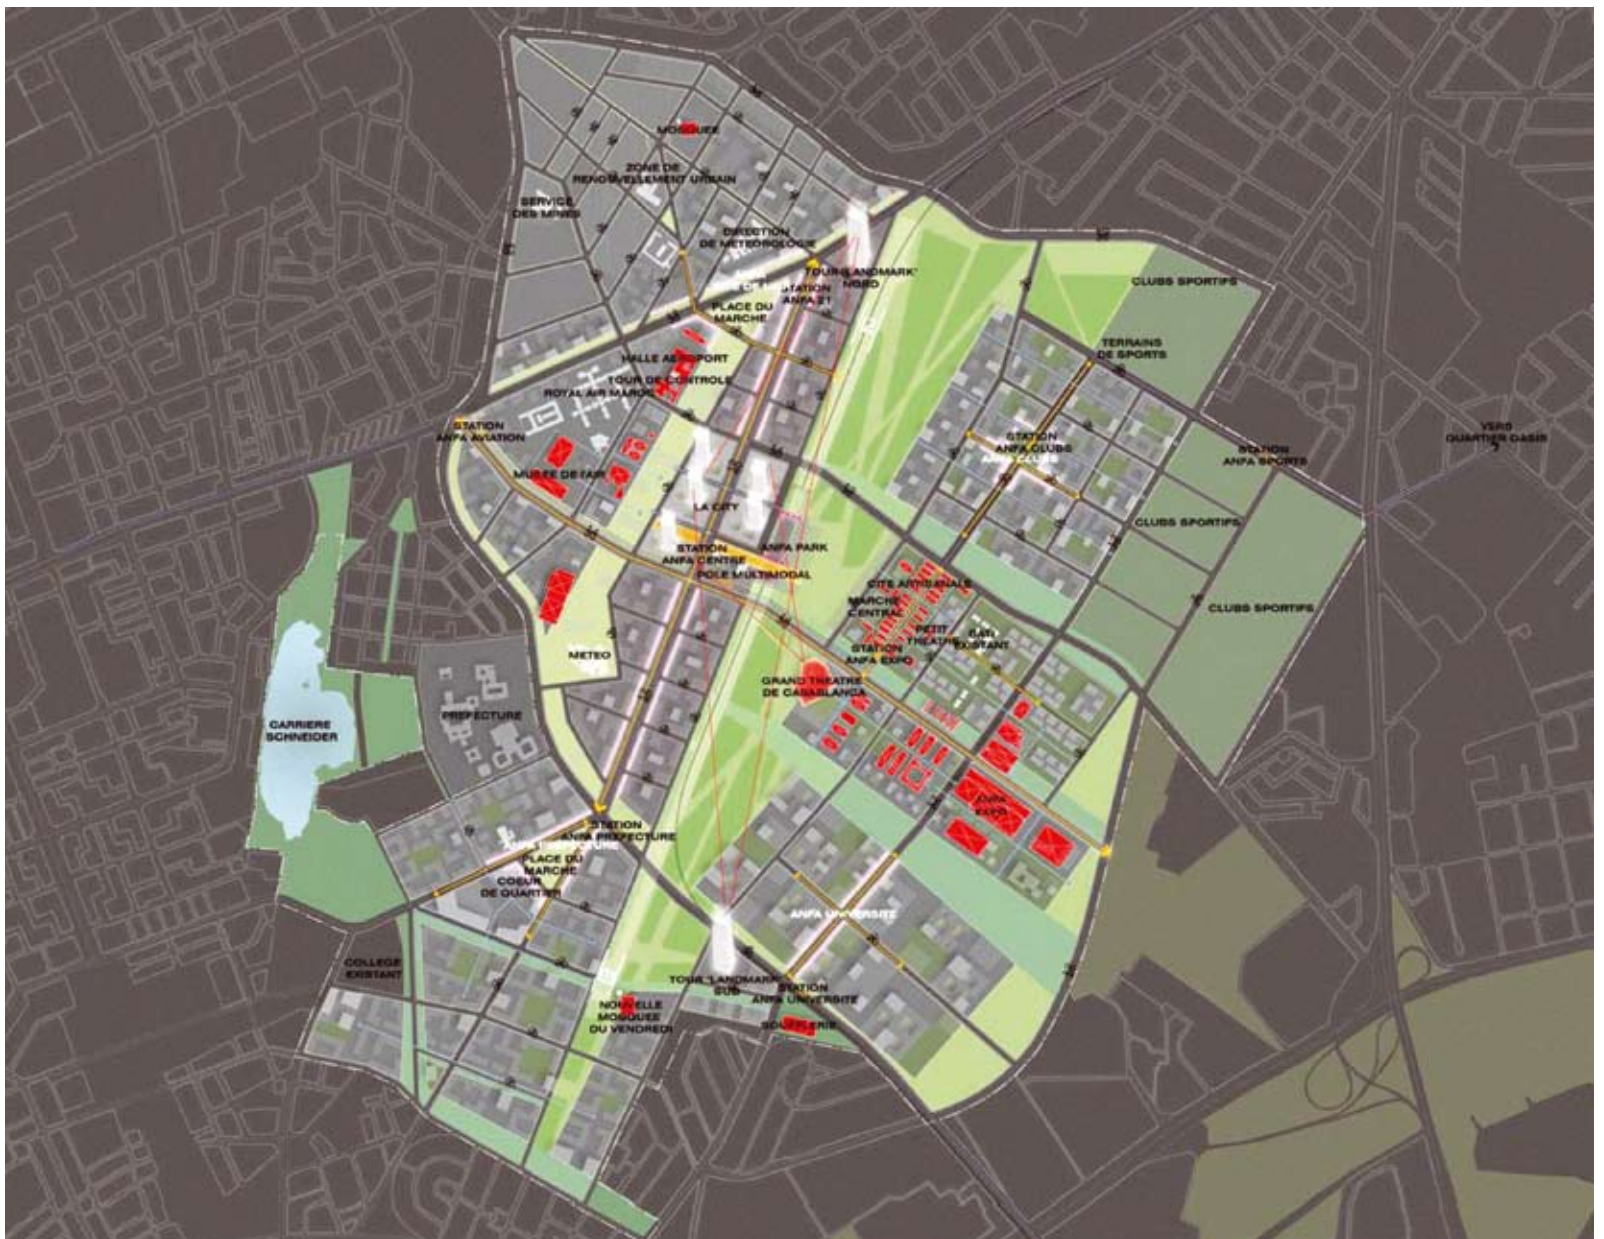 MOSQUEE
ZONE DE
RENOUVELLEMENT URBAIN
SERVICE
DES MINES
DIRECTION
DE METEOROLOGIE
TOUR 'LANDMARK'
NORD
STATION
ANFA 21
PLACE DU
MARCHE
CLUBS SPORTIFS
TERRAINS
DE SPORTS
HALLE AEROPORT
TOUR DE CONTROLE
ROYAL AIR MAROC
STATION
ANFA AVIATION
STATION
ANFA CLUBS
ANFA CLUBS
STATION
ANFA SPORTS
VERS
QUARTIER OASIS
MUSEE DE l'AIR
LA CITY
CLUBS SPORTIFS
STATION
ANFA CENTRE
ANFA PARK
POLE MULTIMODAL
CITE ARTISANALE
MARCHE
CENTRAL
CLUBS SPORTIFS
PETIT
THEATRE
EXISTANT
STATION
ANFA EXPO
METEO
GRAND THEATRE
DE CASABLANCA
PREFECTURE
CARRIERE
SCHNEIDER
ANFA
EXPO
STATION
ANFA PREFECTURE
ANFA PREFECTURE
PLACE DU
MARCHE
COEUR
DE QUARTIER
ANFA UNIVERSITE
COLLEGE
EXISTANT
TOUR 'LANDMARK'
SUD
STATION
ANFA UNIVERSITE
NOUVELLE
MOSQUEE
DU VENDREDI
SOUFFLERIE